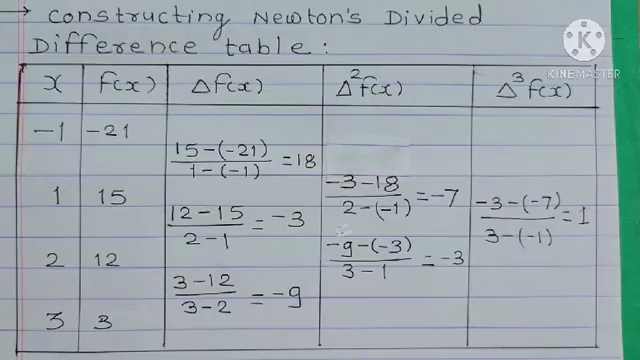 → Constructing Newton's Divided
Difference table:
KINEMASTER
x f(x) Δf(x) Δ²f(x) Δ³f(x)
-1 -21
15-(-21)/1-(-1) = 18
1 15 -3-18/2-(-1) = -7
12-15/2-1 = -3 -3-(-7)/3-(-1) = 1
2 12 -9-(-3)/3-1 = -3
3-12/3-2 = -9
3 3